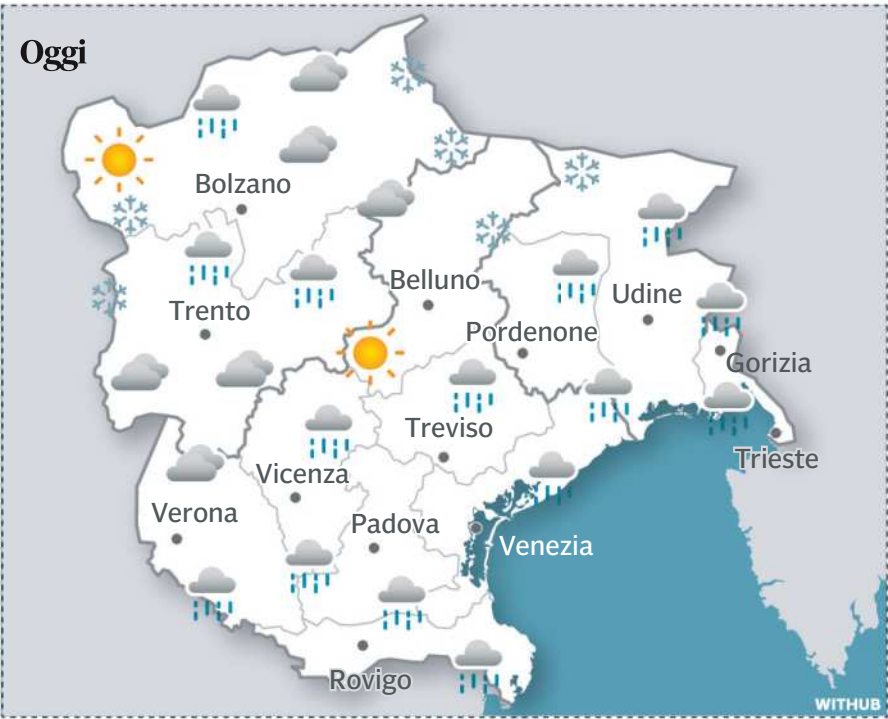 Oggi
Bolzano
Belluno
Udine
Trento
Pordenone
Gorizia
Treviso
Trieste
Vicenza
Verona
Padova
Venezia
Rovigo
WITHUB